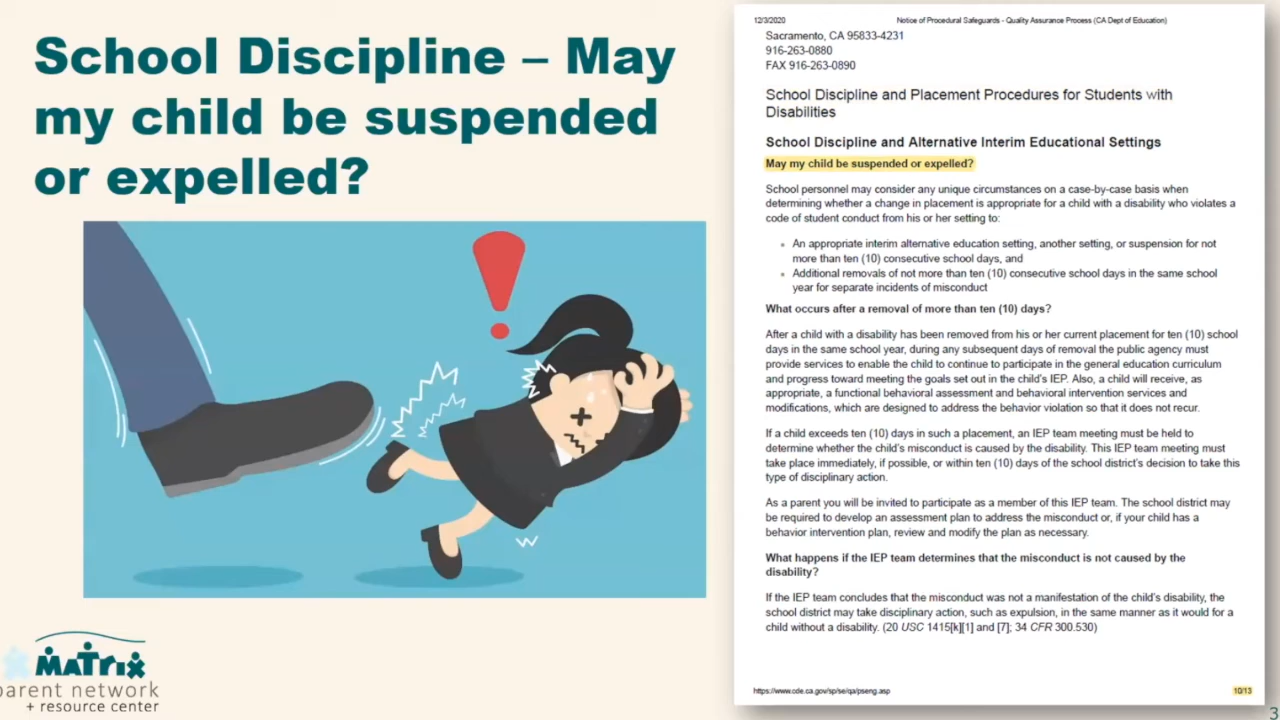 School Discipline – May
my child be suspended
or expelled?
MATRIX
parent network
+ resource center
12/3/2020
Notice of Procedural Safeguards - Quality Assurance Process (CA Dept of Education)
Sacramento, CA 95833-4231
916-263-0880
FAX 916-263-0890
School Discipline and Placement Procedures for Students with
Disabilities
School Discipline and Alternative Interim Educational Settings
May my child be suspended or expelled?
School personnel may consider any unique circumstances on a case-by-case basis when
determining whether a change in placement is appropriate for a child with a disability who violates a
code of student conduct from his or her setting to:
• An appropriate interim alternative education setting, another setting, or suspension for not
more than ten (10) consecutive school days, and
• Additional removals of not more than ten (10) consecutive school days in the same school
year for separate incidents of misconduct
What occurs after a removal of more than ten (10) days?
After a child with a disability has been removed from his or her current placement for ten (10) school
days in the same school year, during any subsequent days of removal the public agency must
provide services to enable the child to continue to participate in the general education curriculum
and progress toward meeting the goals set out in the child's IEP. Also, a child will receive, as
appropriate, a functional behavioral assessment and behavioral intervention services and
modifications, which are designed to address the behavior violation so that it does not recur.
If a child exceeds ten (10) days in such a placement, an IEP team meeting must be held to
determine whether the child's misconduct is caused by the disability. This IEP team meeting must
take place immediately, if possible, or within ten (10) days of the school district's decision to take this
type of disciplinary action.
As a parent you will be invited to participate as a member of this IEP team. The school district may
be required to develop an assessment plan to address the misconduct or, if your child has a
behavior intervention plan, review and modify the plan as necessary.
What happens if the IEP team determines that the misconduct is not caused by the
disability?
If the IEP team concludes that the misconduct was not a manifestation of the child's disability, the
school district may take disciplinary action, such as expulsion, in the same manner as it would for a
child without a disability. (20 USC 1415[k][1] and [7]; 34 CFR 300.530)
https://www.cde.ca.gov/sp/se/qa/pseng.asp
10/13
3